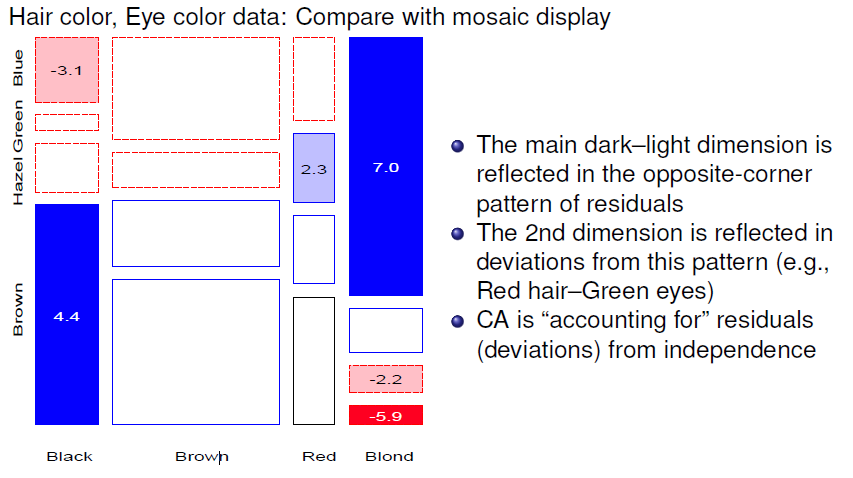 Hair color, Eye color data: Compare with mosaic display
Blue
Green
Hazel
Brown
-3.1
4.4
2.3
7.0
-2.2
-5.9
Black
Brown
Red
Blond
The main dark–light dimension is
reflected in the opposite-corner
pattern of residuals
The 2nd dimension is reflected in
deviations from this pattern (e.g.,
Red hair–Green eyes)
CA is “accounting for” residuals
(deviations) from independence